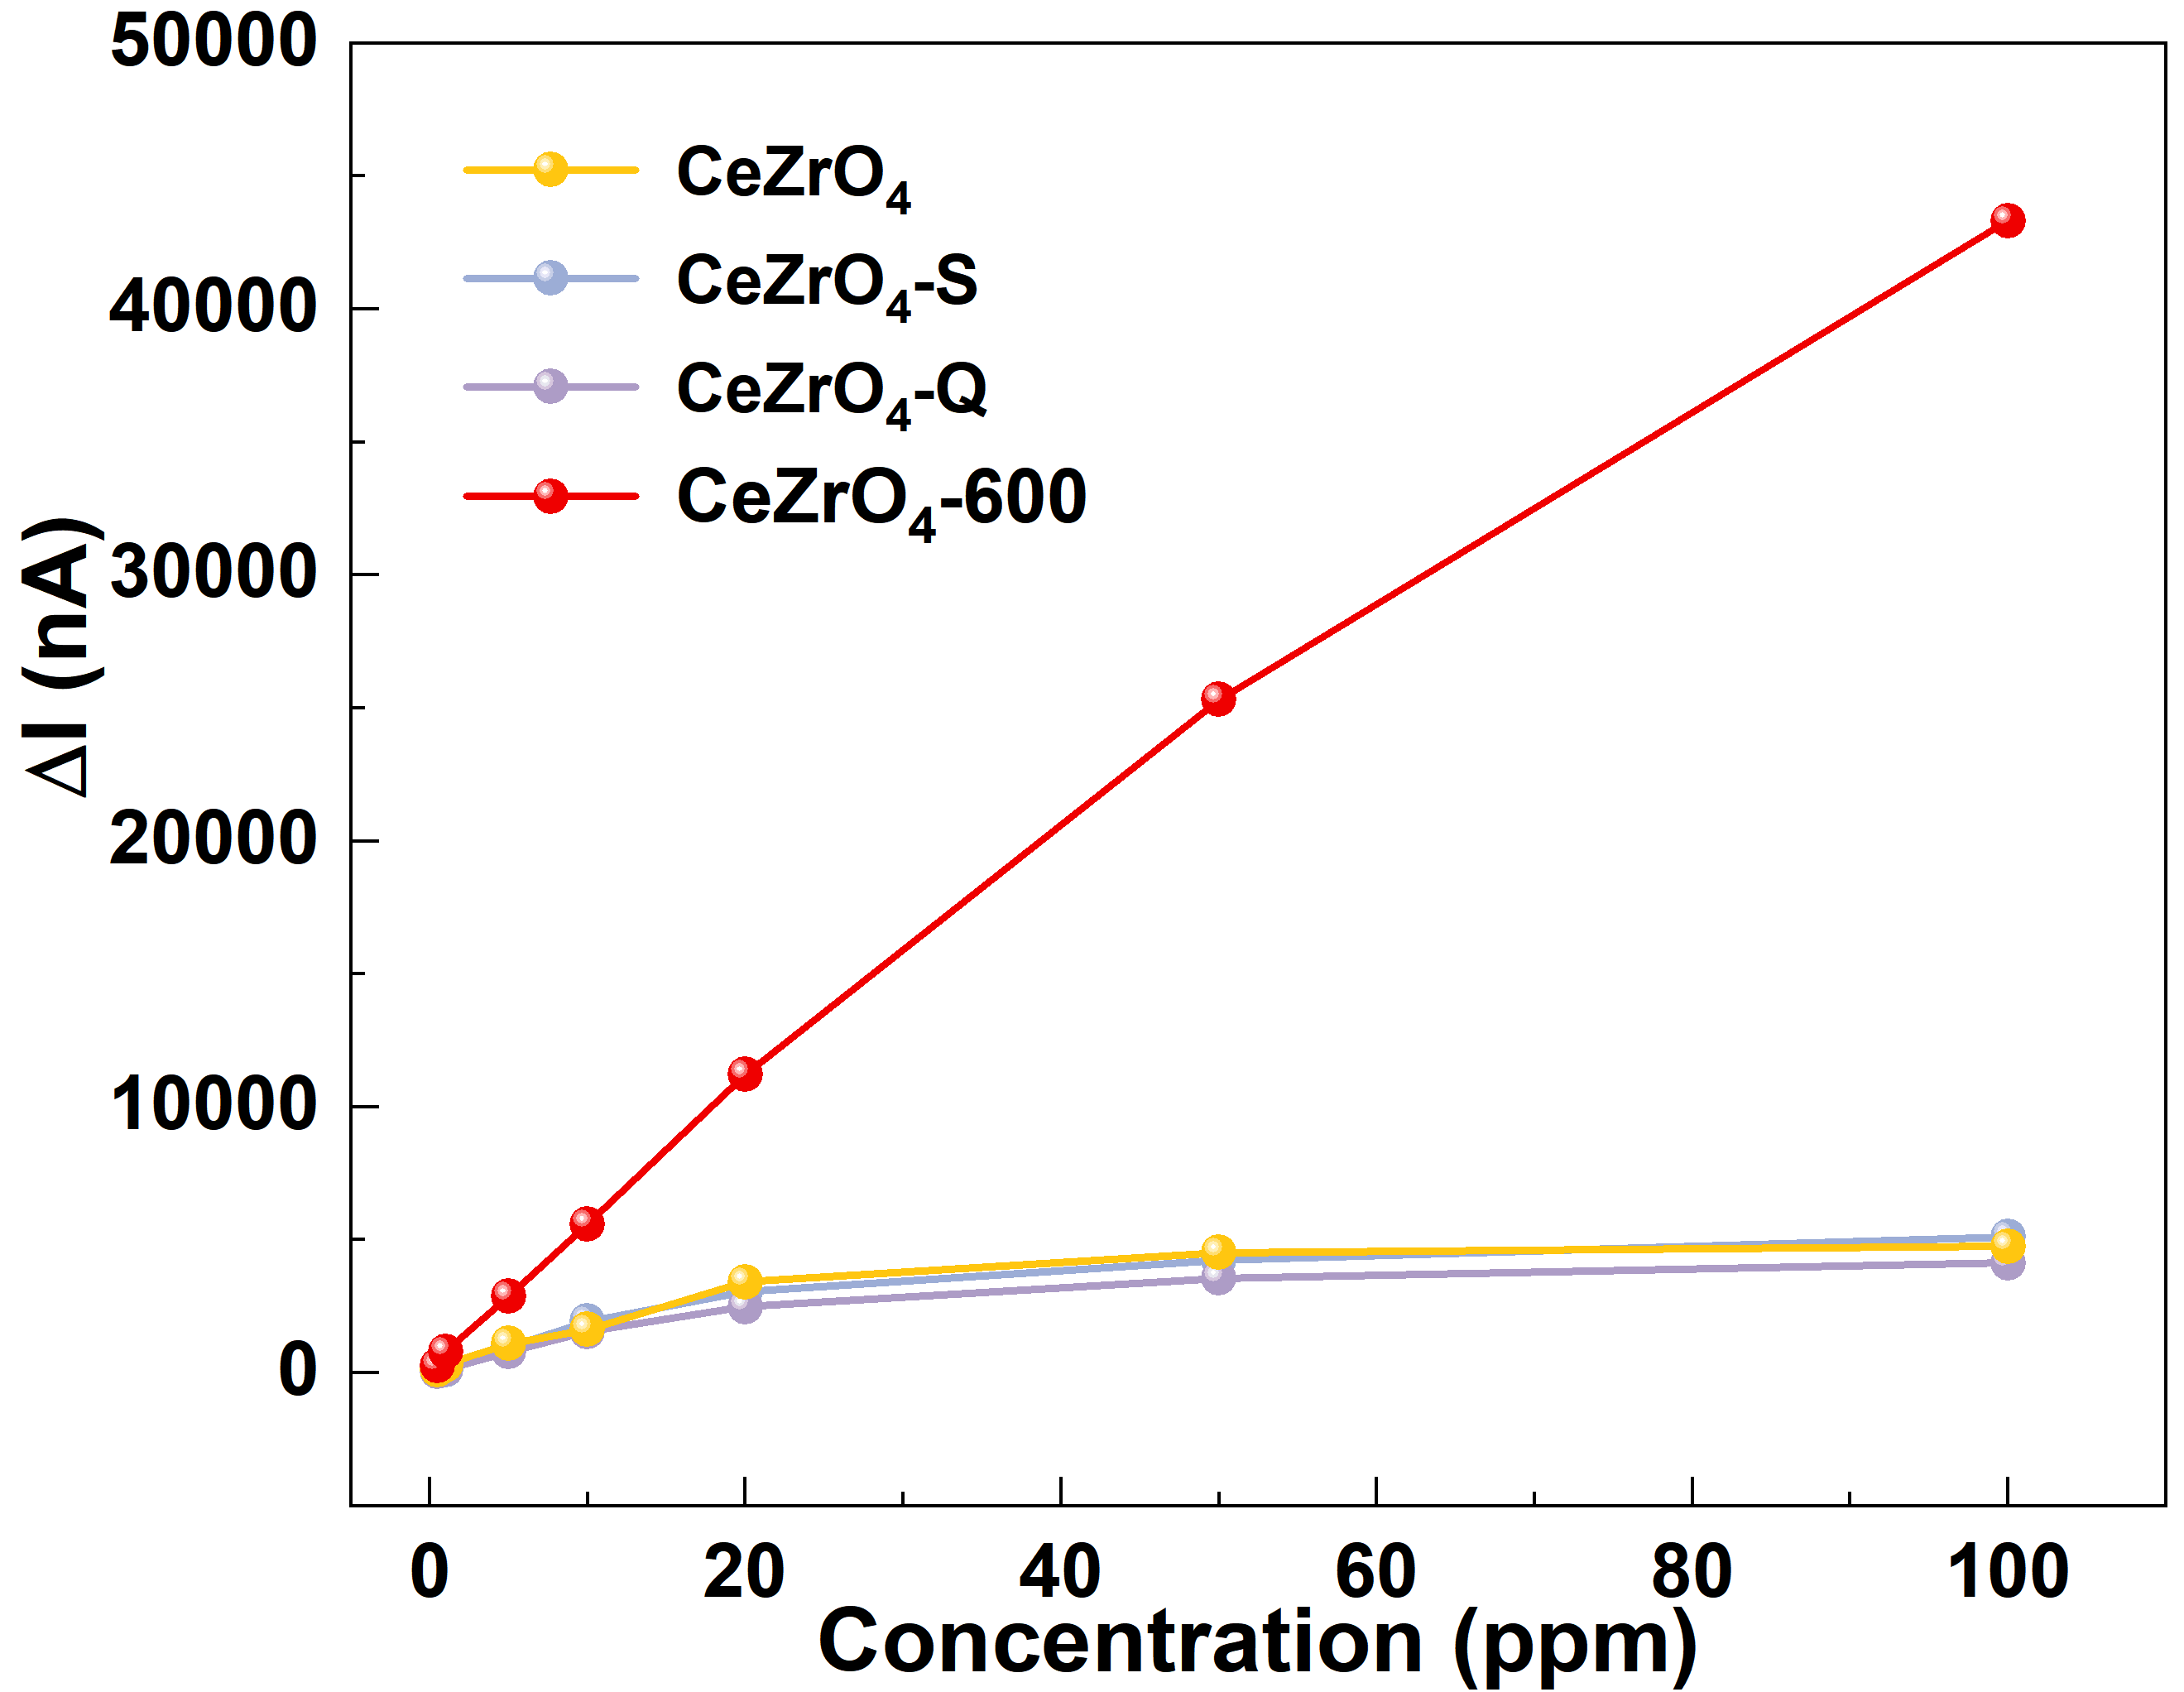 50000
40000
30000
20000
10000
0
ΔI (nA)
CeZrO₄
CeZrO₄-S
CeZrO₄-Q
CeZrO₄-600
0 20 40 60 80 100
Concentration (ppm)